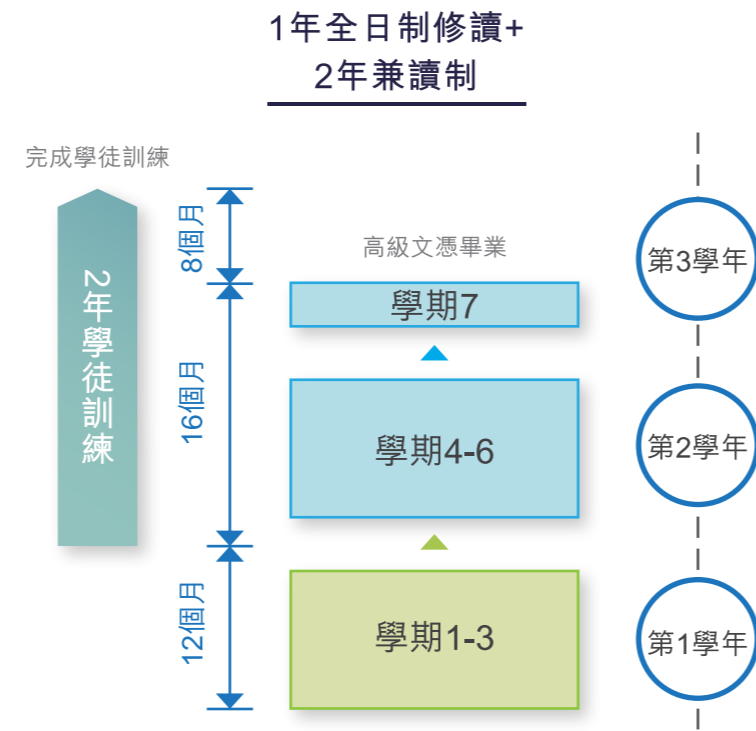 1年全日制修讀+
2年兼讀制
完成學徒訓練
2年學徒訓練
8個月
16個月
12個月
高級文憑畢業
學期7
學期4-6
學期1-3
第3學年
第2學年
第1學年